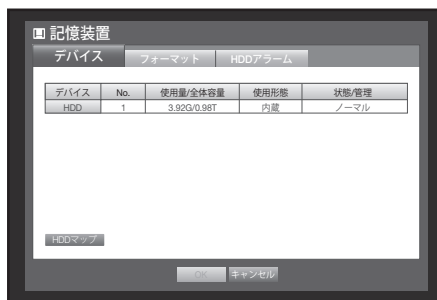 記憶装置
デバイス フォーマット HDDアラーム
デバイス No. 使用量/全体容量 使用形態 状態/管理
HDD 1 3.92G/0.98T 内蔵 ノーマル
HDDマップ
OK キャンセル